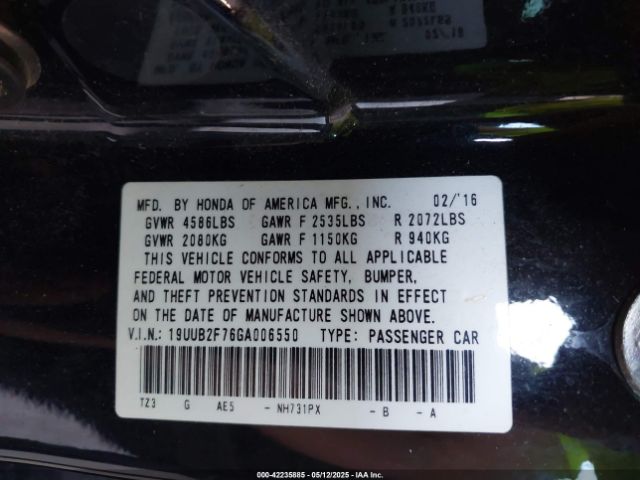 MFD. BY HONDA OF AMERICA MFG., INC. 02/'16
GVWR 4586LBS GAWR F 2535LBS R 2072LBS
GVWR 2080KG GAWR F 1150KG R 940KG
THIS VEHICLE CONFORMS TO ALL APPLICABLE
FEDERAL MOTOR VEHICLE SAFETY, BUMPER,
AND THEFT PREVENTION STANDARDS IN EFFECT
ON THE DATE OF MANUFACTURE SHOWN ABOVE.
V.I.N.: 19UUB2F76GA006550 TYPE: PASSENGER CAR
TZ3 G AE5 - NH731PX - B - A
000-42235885 - 05/12/2025 - IAA Inc.